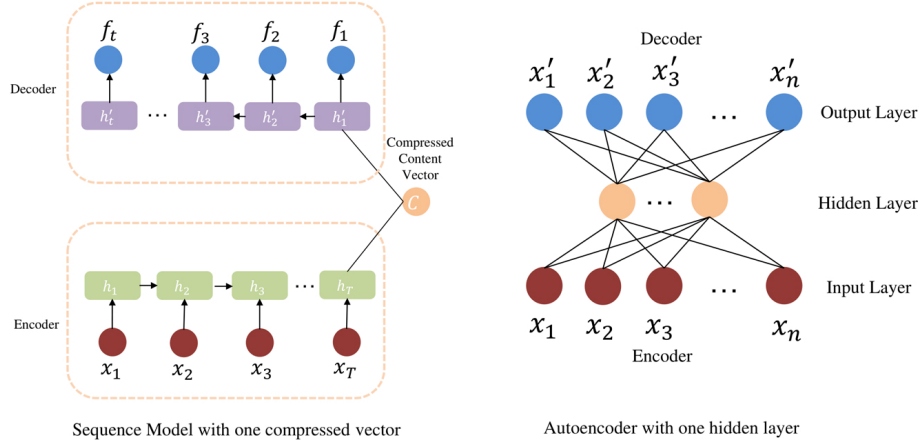 f_t f_3 f_2 f_1
Decoder
h'_t ... h'_3 h'_2 h'_1
Compressed
Content
Vector
C
h_1 h_2 h_3 ... h_T
Encoder
x_1 x_2 x_3 x_T
Sequence Model with one compressed vector
Decoder
x'_1 x'_2 x'_3 x'_n
... Output Layer
... Hidden Layer
... Input Layer
x_1 x_2 x_3 x_n
Encoder
Autoencoder with one hidden layer